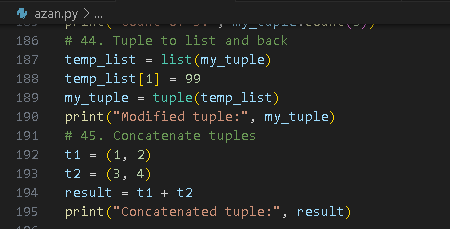 azan.py > ...
186 # 44. Tuple to list and back
187 temp_list = list(my_tuple)
188 temp_list[1] = 99
189 my_tuple = tuple(temp_list)
190 print("Modified tuple:", my_tuple)
191 # 45. Concatenate tuples
192 t1 = (1, 2)
193 t2 = (3, 4)
194 result = t1 + t2
195 print("Concatenated tuple:", result)